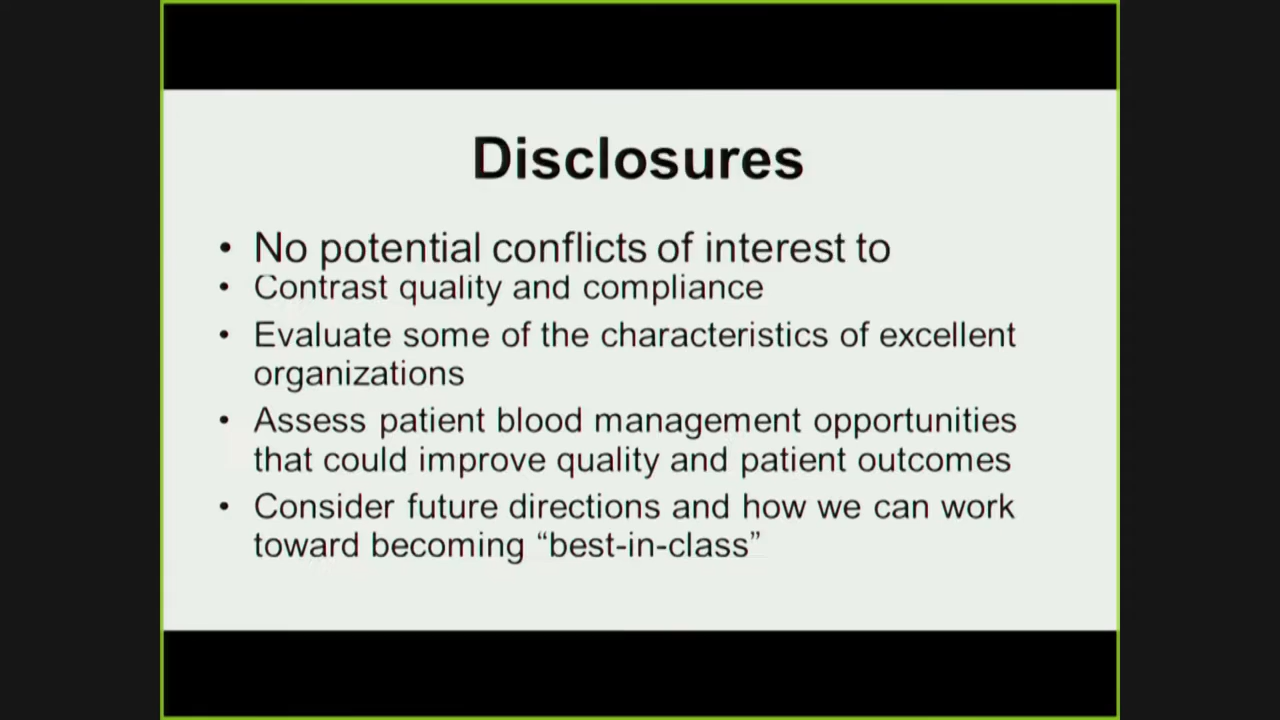 Disclosures
• No potential conflicts of interest to
• Contrast quality and compliance
• Evaluate some of the characteristics of excellent
organizations
• Assess patient blood management opportunities
that could improve quality and patient outcomes
• Consider future directions and how we can work
toward becoming “best-in-class”